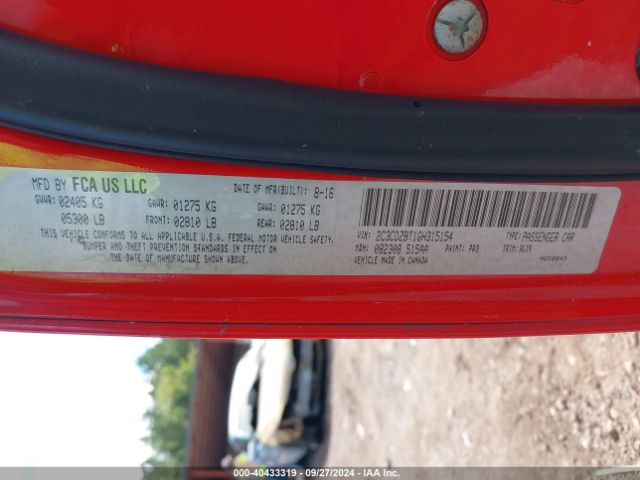 MFD BY FCA US LLC
DATE OF MFR(BUILT): 8-16
GVWR: 02405 KG GAWR: 01275 KG GAWR: 01275 KG
05300 LB FRONT: 02810 LB REAR: 02810 LB
THIS VEHICLE CONFORMS TO ALL APPLICABLE U.S.A. FEDERAL MOTOR VEHICLE SAFETY,
BUMPER, AND THEFT PREVENTION STANDARDS IN EFFECT ON
THE DATE OF MANUFACTURE SHOWN ABOVE.
VIN: 2C3CDZBT1GH315154 TYPE: PASSENGER CAR
MDH: 082308 515AA PAINT: PR3 TRIM: RLX9
VEHICLE MADE IN CANADA
00-40433319 - 09/27/2024 - IAA Inc.